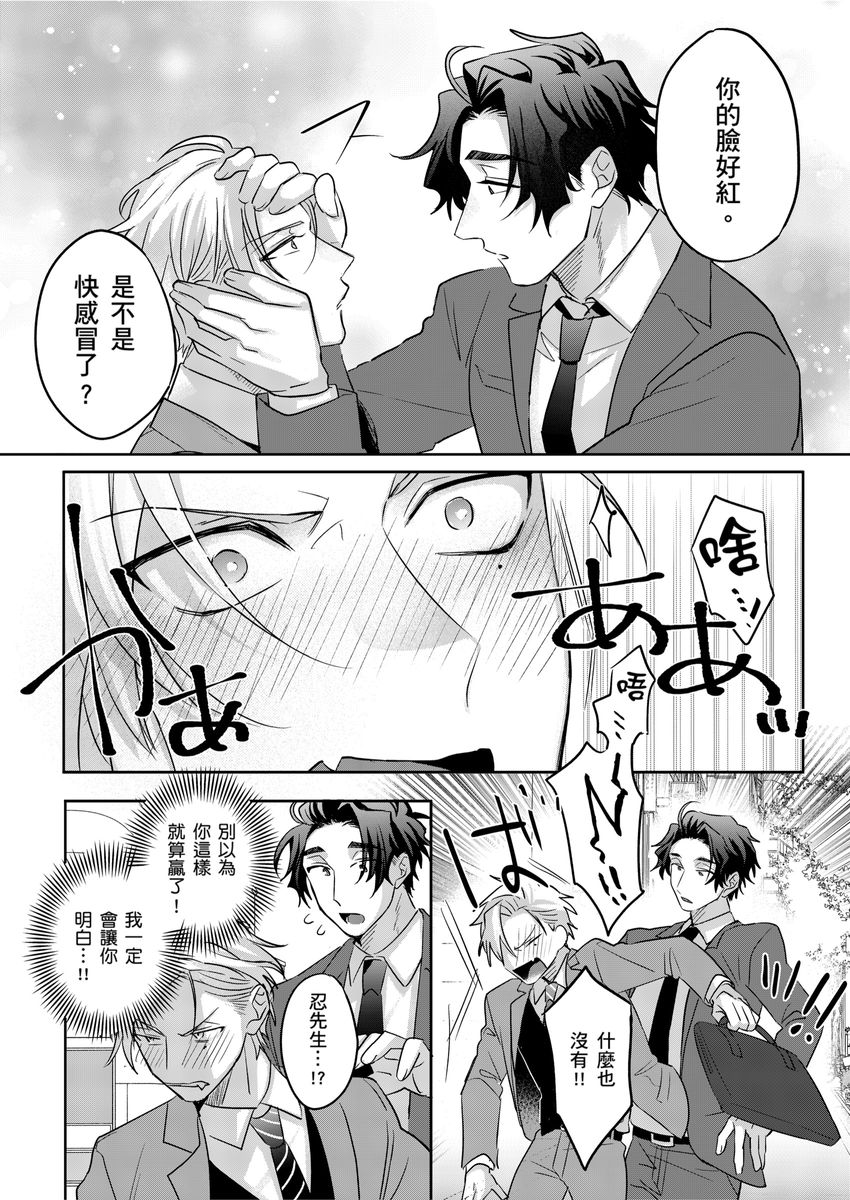 你的臉好紅。
是不是
快感冒了？
啥…
かあ
ああ
唔…
什麼也
沒有!!
ばっ
別以為
你這樣
就算贏了！
我一定
會讓你
明白…!!
忍先生…!?